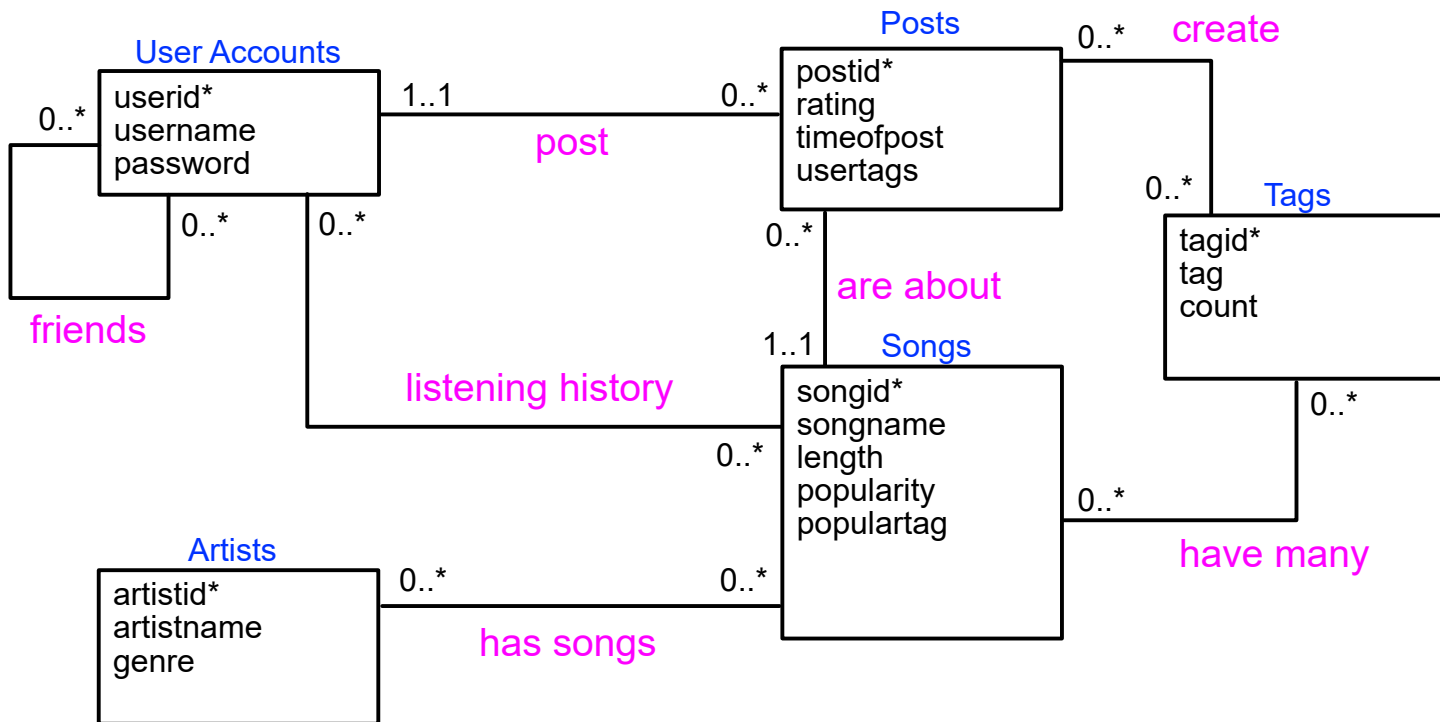 User Accounts
userid*
username
password
0..*
0..*
friends
1..1
post
0..*
Posts
postid*
rating
timeofpost
usertags
0..*
create
0..*
Tags
tagid*
tag
count
0..*
are about
1..1
0..*
listening history
0..*
Songs
songid*
songname
length
popularity
populartag
0..*
have many
0..*
Artists
artistid*
artistname
genre
0..*
has songs
0..*